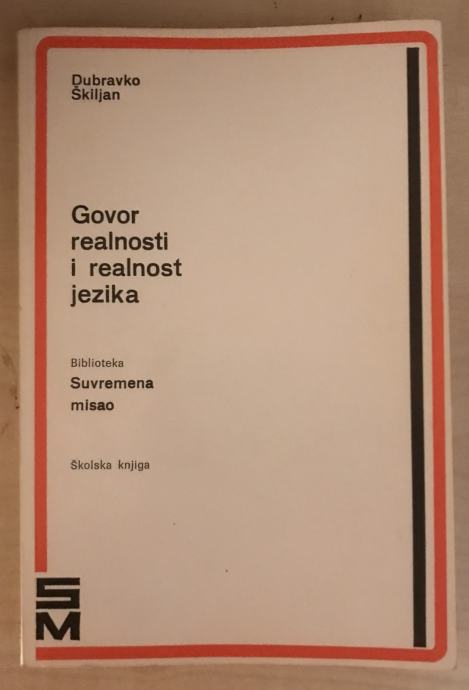 Dubravko
Škiljan
Govor
realnosti
i realnost
jezika
Biblioteka
Suvremena
misao
Školska knjiga
SM